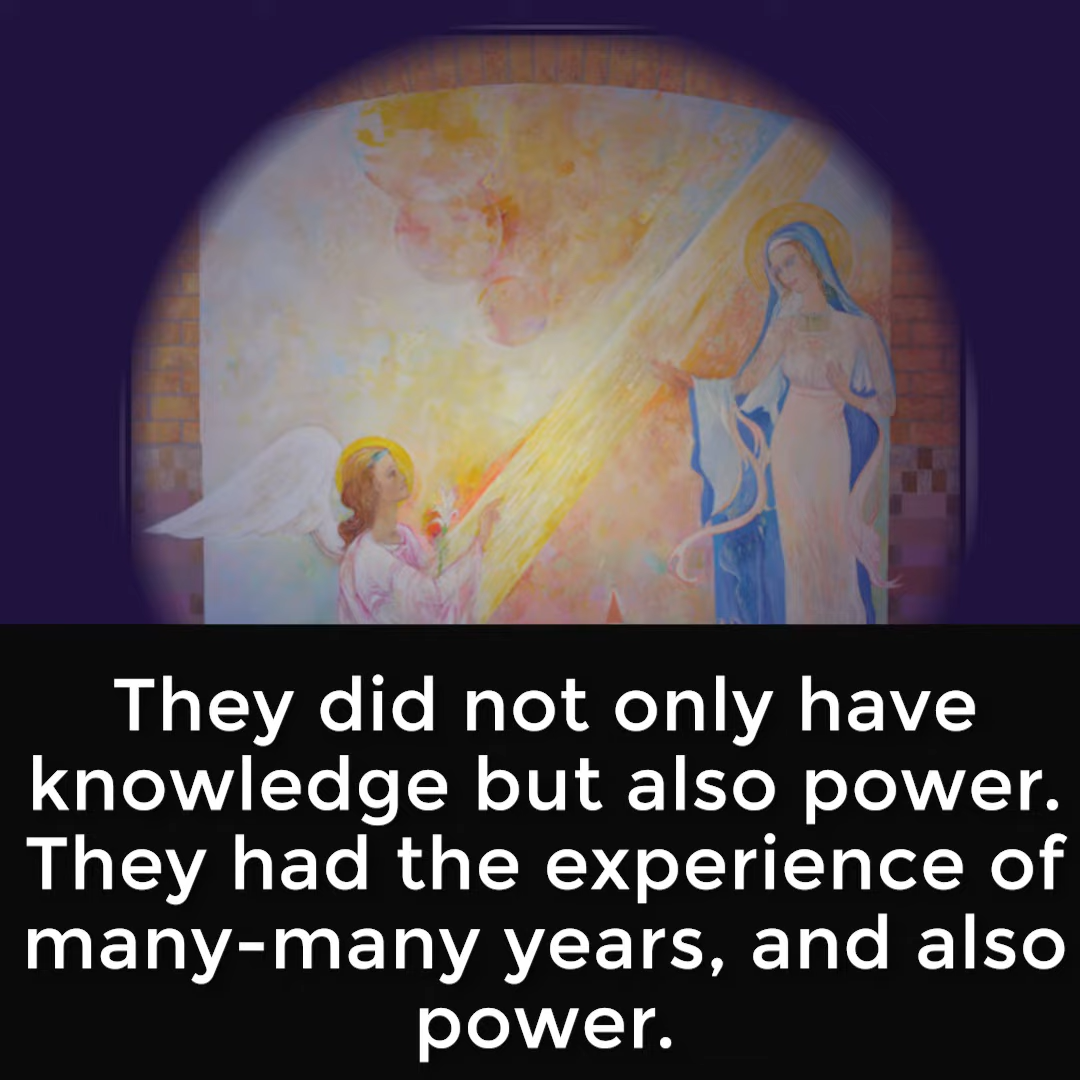 They did not only have
knowledge but also power.
They had the experience of
many-many years, and also
power.